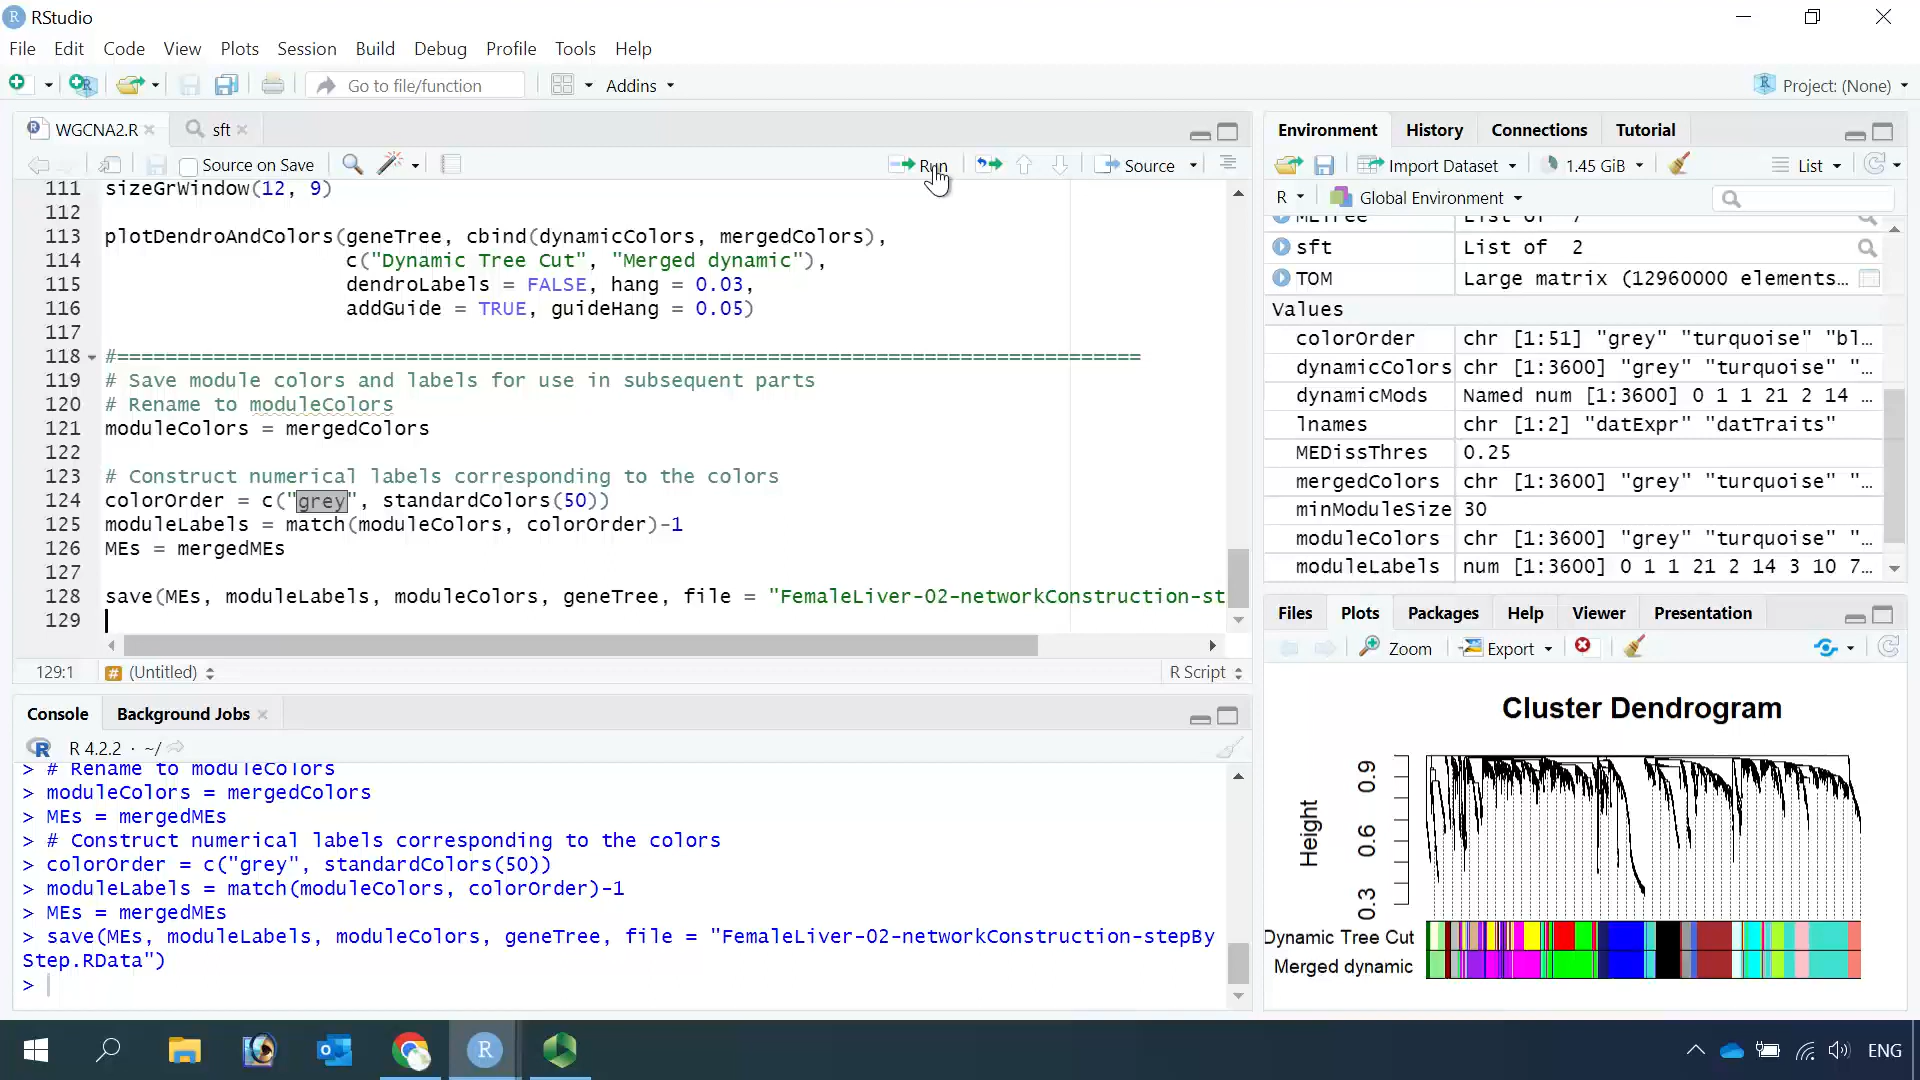 RStudio
File Edit Code View Plots Session Build Debug Profile Tools Help
Go to file/function Addins Project: (None)
WGCNA2.R sft
Source on Save Run Source
111 sizeGrWindow(12, 9)
112
113 plotDendroAndColors(geneTree, cbind(dynamicColors, mergedColors),
114 c("Dynamic Tree Cut", "Merged dynamic"),
115 dendroLabels = FALSE, hang = 0.03,
116 addGuide = TRUE, guideHang = 0.05)
117
118 #=====================================================================================
119 # Save module colors and labels for use in subsequent parts
120 # Rename to moduleColors
121 moduleColors = mergedColors
122
123 # Construct numerical labels corresponding to the colors
124 colorOrder = c("grey", standardColors(50))
125 moduleLabels = match(moduleColors, colorOrder)-1
126 MEs = mergedMEs
127
128 save(MEs, moduleLabels, moduleColors, geneTree, file = "FemaleLiver-02-networkConstruction-st
129
129:1 # (Untitled) R Script
Console Background Jobs
R 4.2.2 · ~/
> # Rename to moduleColors
> moduleColors = mergedColors
> MEs = mergedMEs
> # Construct numerical labels corresponding to the colors
> colorOrder = c("grey", standardColors(50))
> moduleLabels = match(moduleColors, colorOrder)-1
> MEs = mergedMEs
> save(MEs, moduleLabels, moduleColors, geneTree, file = "FemaleLiver-02-networkConstruction-stepBy
Step.RData")
>
Environment History Connections Tutorial
Import Dataset 1.45 GiB List
R Global Environment
METree List of 7
sft List of 2
TOM Large matrix (12960000 elements…
Values
colorOrder chr [1:51] "grey" "turquoise" "bl…
dynamicColors chr [1:3600] "grey" "turquoise" "…
dynamicMods Named num [1:3600] 0 1 1 21 2 14 …
lnames chr [1:2] "datExpr" "datTraits"
MEDissThres 0.25
mergedColors chr [1:3600] "grey" "turquoise" "…
minModuleSize 30
moduleColors chr [1:3600] "grey" "turquoise" "…
moduleLabels num [1:3600] 0 1 1 21 2 14 3 10 7…
Files Plots Packages Help Viewer Presentation
Zoom Export
Cluster Dendrogram
Height
0.9
0.6
0.3
Dynamic Tree Cut
Merged dynamic
ENG